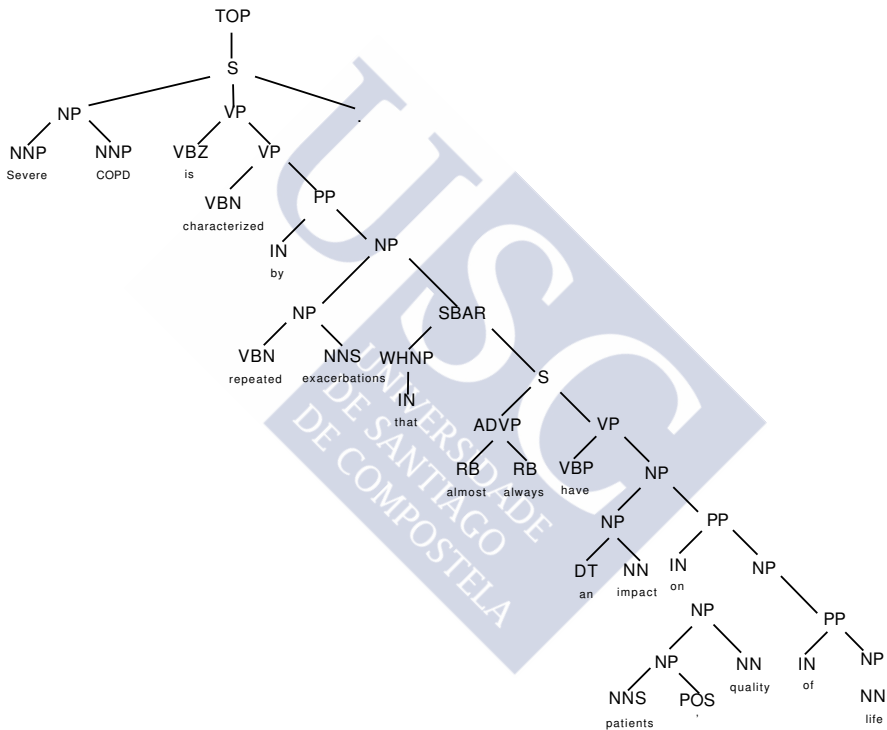 TOP
S
NP VP .
NNP NNP VBZ VP
Severe COPD is
VBN PP
characterized
IN NP
by
NP SBAR
VBN NNS WHNP
repeated exacerbations
IN S
that
ADVP VP
RB RB VBP NP
almost always have
NP PP
DT NN IN NP
an impact on
NP PP
NP NN IN NP
quality of
NNS POS NN
patients ' life
USC
UNIVERSIDADE
DE SANTIAGO
DE COMPOSTELA